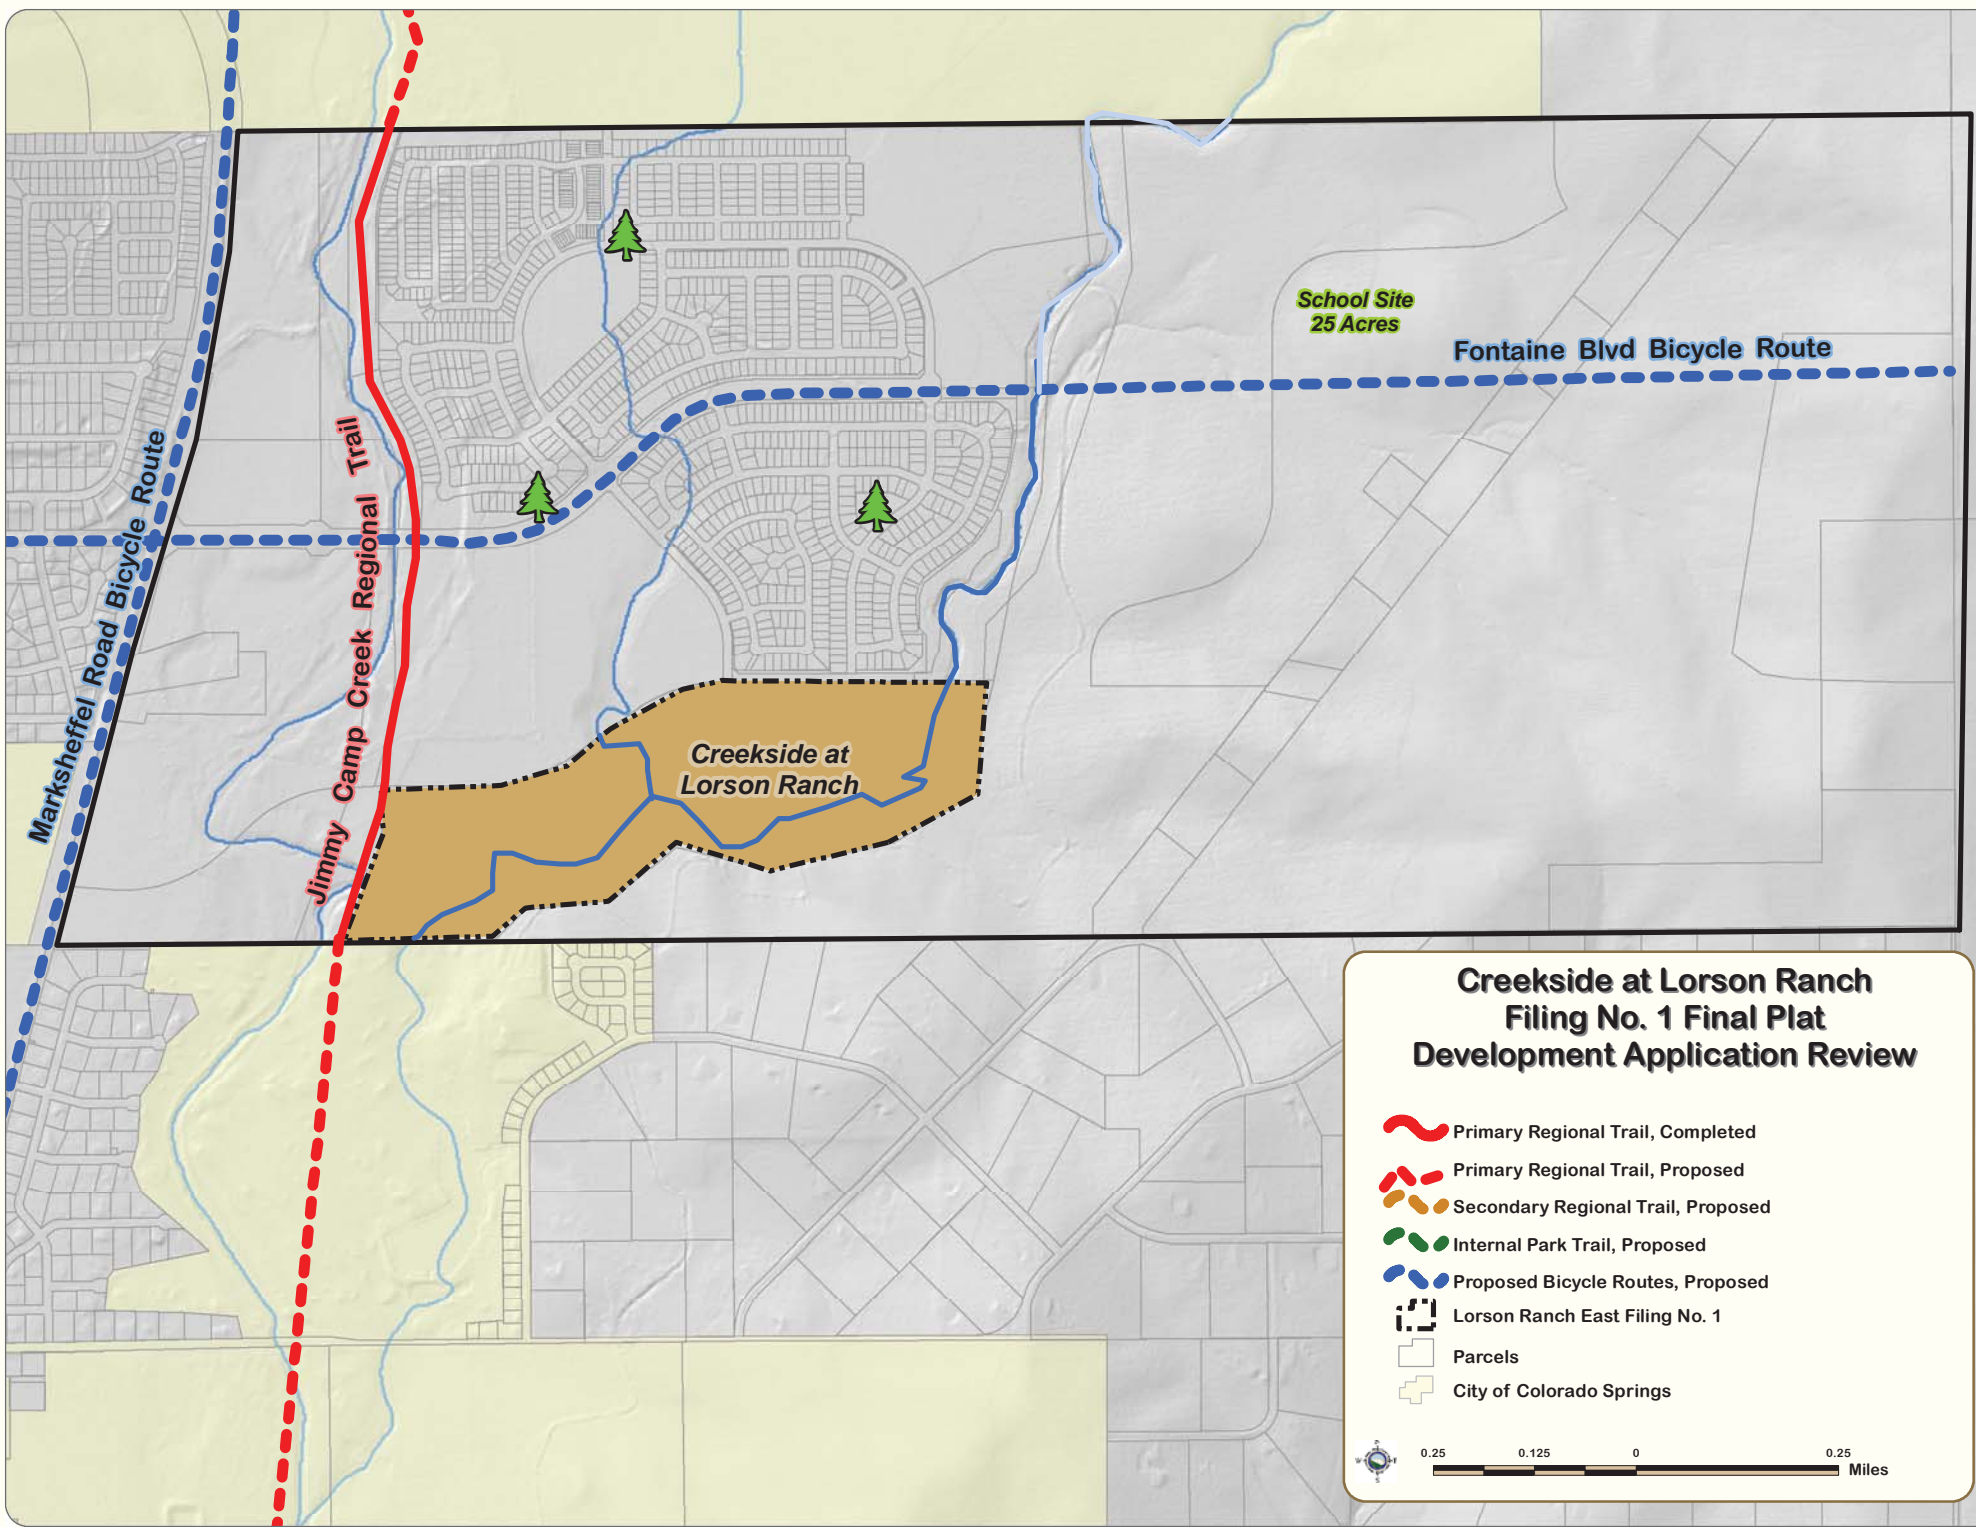 School Site
25 Acres
Fontaine Blvd Bicycle Route
Marksheffel Road Bicycle Route
Jimmy Camp Creek Regional Trail
Creekside at
Lorson Ranch
Creekside at Lorson Ranch
Filing No. 1 Final Plat
Development Application Review
Primary Regional Trail, Completed
Primary Regional Trail, Proposed
Secondary Regional Trail, Proposed
Internal Park Trail, Proposed
Proposed Bicycle Routes, Proposed
Lorson Ranch East Filing No. 1
Parcels
City of Colorado Springs
0.25 0.125 0 0.25
Miles